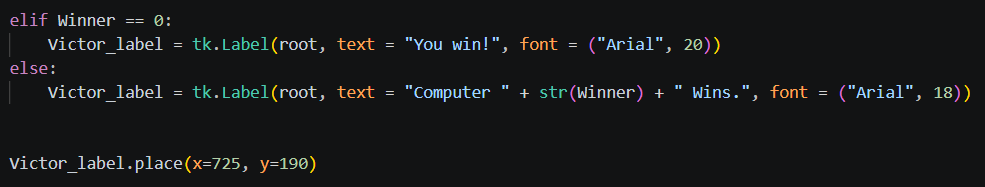 elif Winner == 0:
    Victor_label = tk.Label(root, text = "You win!", font = ("Arial", 20))
else:
    Victor_label = tk.Label(root, text = "Computer " + str(Winner) + " Wins.", font = ("Arial", 18))
Victor_label.place(x=725, y=190)